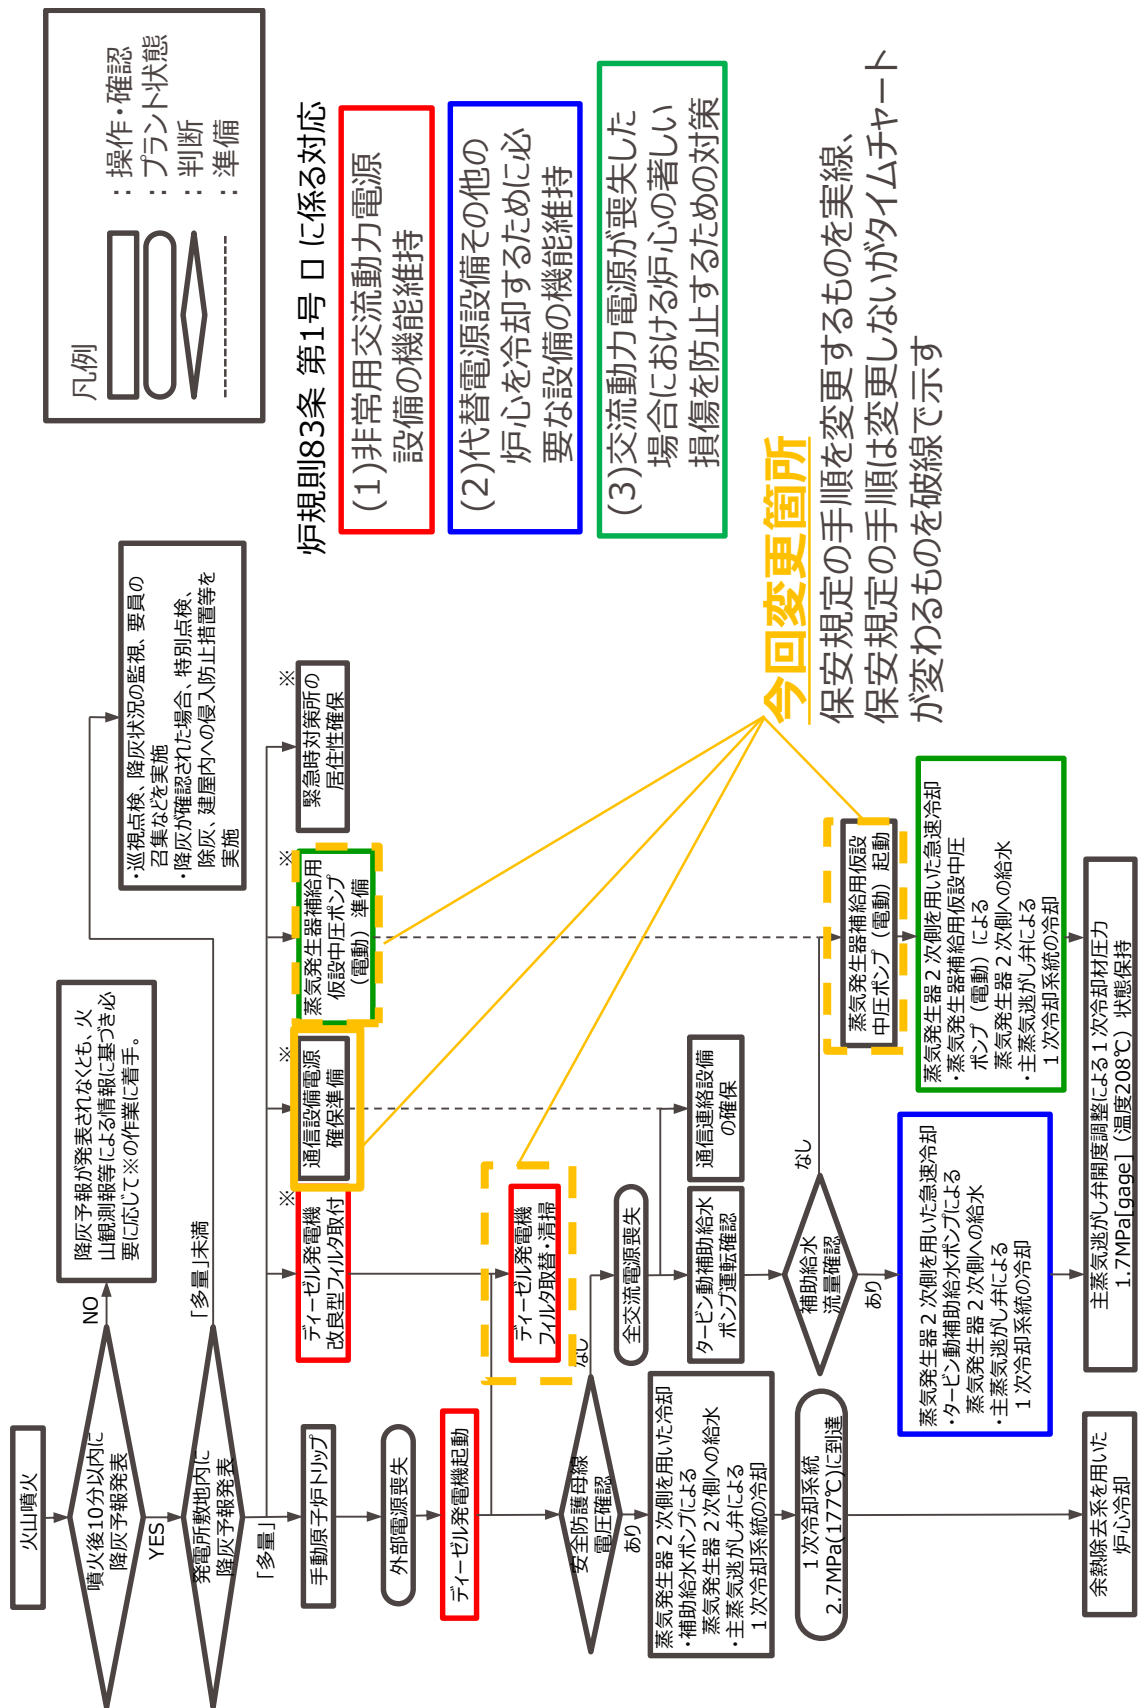 火山噴火
噴火後10分以内に
降灰予報発表
NO
YES
降灰予報が発表されなくとも、火
山観測報等による情報に基づき必
要に応じて※の作業に着手。
発電所敷地内に
降灰予報発表
「多量」未満
「多量」
・巡視点検、降灰状況の監視、要員の
召集などを実施
・降灰が確認された場合、特別点検、
除灰、建屋内への侵入防止措置等を
実施
凡例
：操作・確認
：プラント状態
：判断
：準備
手動原子炉トリップ
※
ディーゼル発電機
改良型フィルタ取付
※
通信設備電源
確保準備
※
蒸気発生器補給用
仮設中圧ポンプ
（電動）準備
※
緊急時対策所の
居住性確保
炉規則83条 第1号 ロ に係る対応
(1)非常用交流動力電源
設備の機能維持
(2)代替電源設備その他の
炉心を冷却するために必
要な設備の機能維持
(3)交流動力電源が喪失した
場合における炉心の著しい
損傷を防止するための対策
外部電源喪失
ディーゼル発電機起動
ディーゼル発電機
フィルタ取替・清掃
安全防護母線
電圧確認
なし
あり
全交流電源喪失
蒸気発生器２次側を用いた冷却
・補助給水ポンプによる
蒸気発生器２次側への給水
・主蒸気逃がし弁による
１次冷却系統の冷却
タービン動補助給水
ポンプ運転確認
通信連絡設備
の確保
補助給水
流量確認
なし
あり
１次冷却系統
2.7MPa(177℃)に到達
蒸気発生器補給用仮設
中圧ポンプ（電動）起動
今回変更箇所
保安規定の手順を変更するものを実線、
保安規定の手順は変更しないがタイムチャート
が変わるものを破線で示す
蒸気発生器２次側を用いた急速冷却
・タービン動補助給水ポンプによる
蒸気発生器２次側への給水
・主蒸気逃がし弁による
１次冷却系統の冷却
蒸気発生器２次側を用いた急速冷却
・蒸気発生器補給用仮設中圧
ポンプ（電動）による
蒸気発生器２次側への給水
・主蒸気逃がし弁による
１次冷却系統の冷却
余熱除去系を用いた
炉心冷却
主蒸気逃がし弁開度調整による１次冷却材圧力
1.7MPa[gage]（温度208℃）状態保持